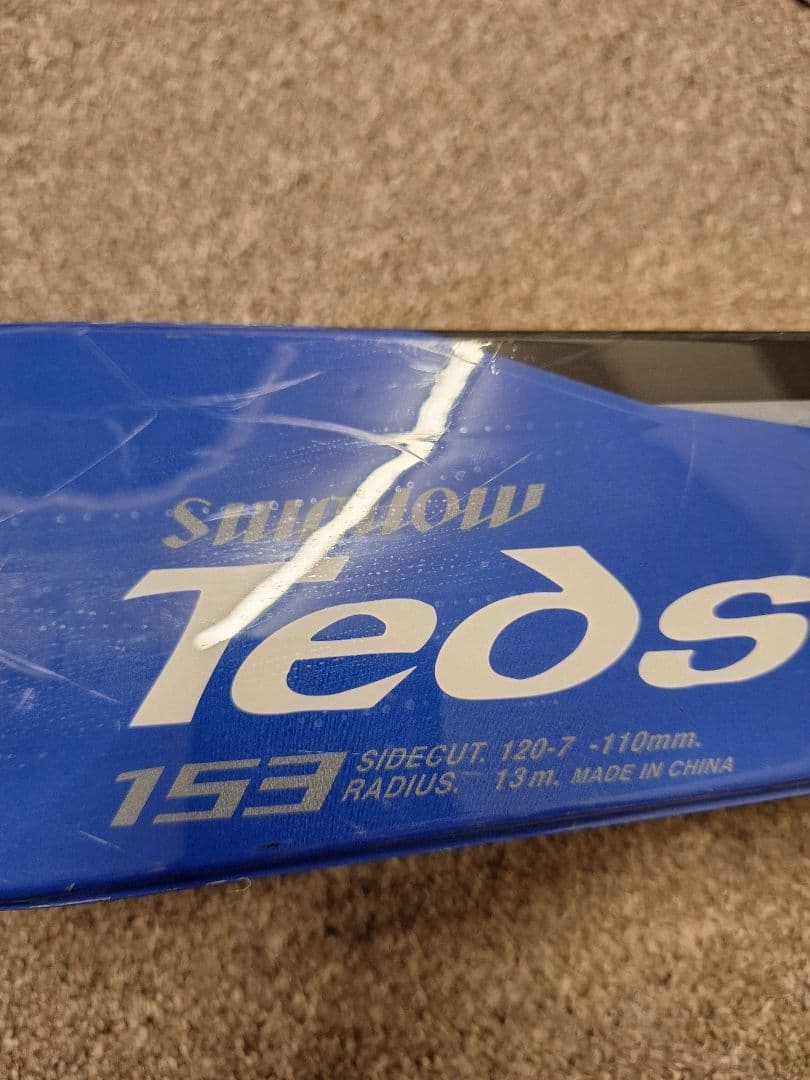 Swallow
Teds
153
SIDECUT. 120-7 -110mm.
RADIUS. 13m. MADE IN CHINA